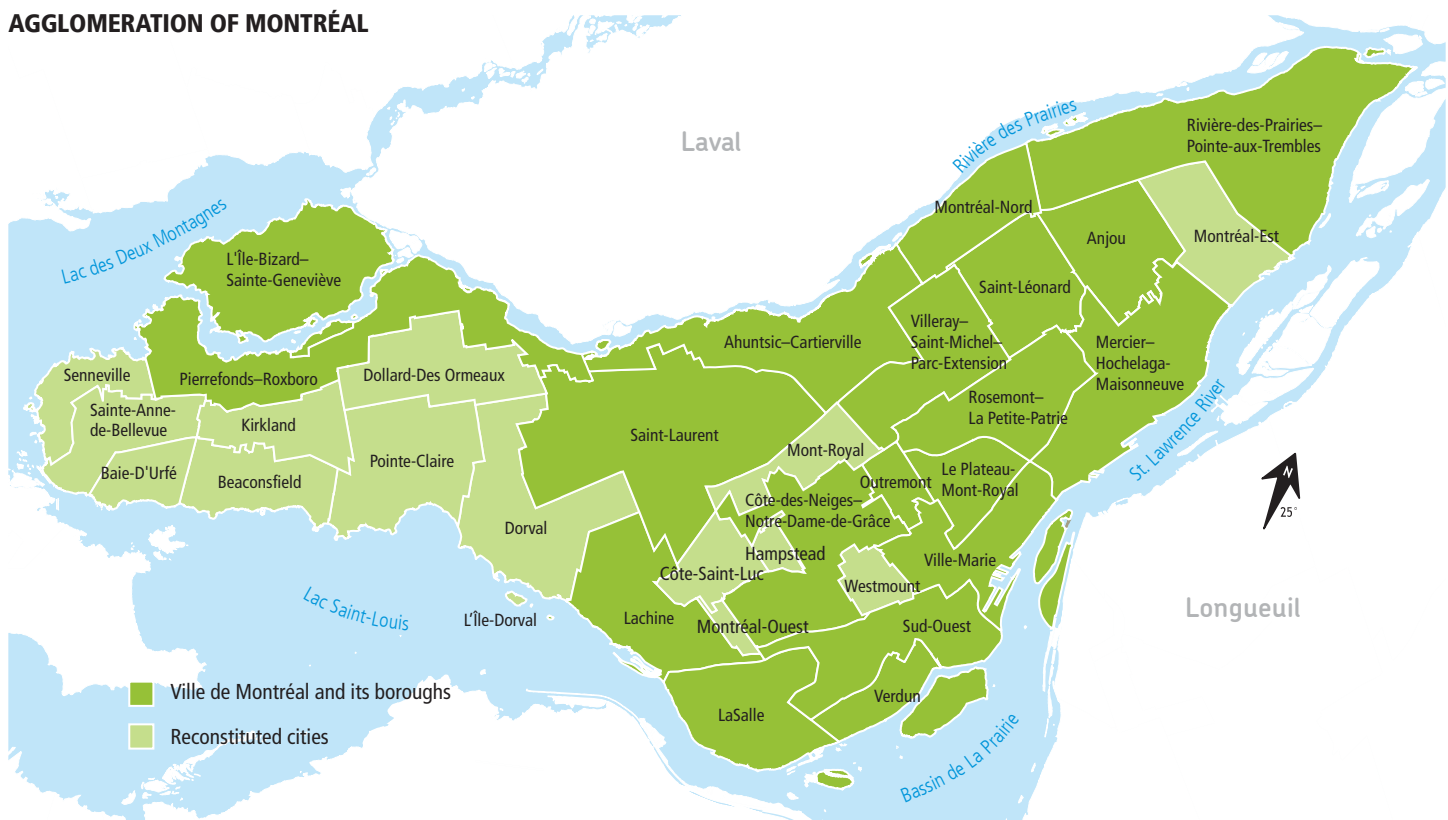 AGGLOMERATION OF MONTRÉAL
Laval
Rivière des Prairies
Rivière-des-Prairies–
Pointe-aux-Trembles
Lac des Deux Montagnes
Montréal-Nord
Anjou
Montréal-Est
L'Île-Bizard–
Sainte-Geneviève
Saint-Léonard
Ahuntsic–Cartierville
Villeray–
Saint-Michel–
Parc-Extension
Mercier–
Hochelaga-
Maisonneuve
Senneville
Pierrefonds–Roxboro
Dollard-Des Ormeaux
Sainte-Anne-
de-Bellevue
Kirkland
Rosemont–
La Petite-Patrie
Saint-Laurent
Mont-Royal
St. Lawrence River
Baie-D'Urfé
Beaconsfield
Pointe-Claire
Outremont
Le Plateau-
Mont-Royal
N
25°
Dorval
Côte-des-Neiges–
Notre-Dame-de-Grâce
Hampstead
Côte-Saint-Luc
Westmount
Ville-Marie
Lac Saint-Louis
L'Île-Dorval
Lachine
Montréal-Ouest
Sud-Ouest
Longueuil
Ville de Montréal and its boroughs
Verdun
LaSalle
Reconstituted cities
Bassin de La Prairie